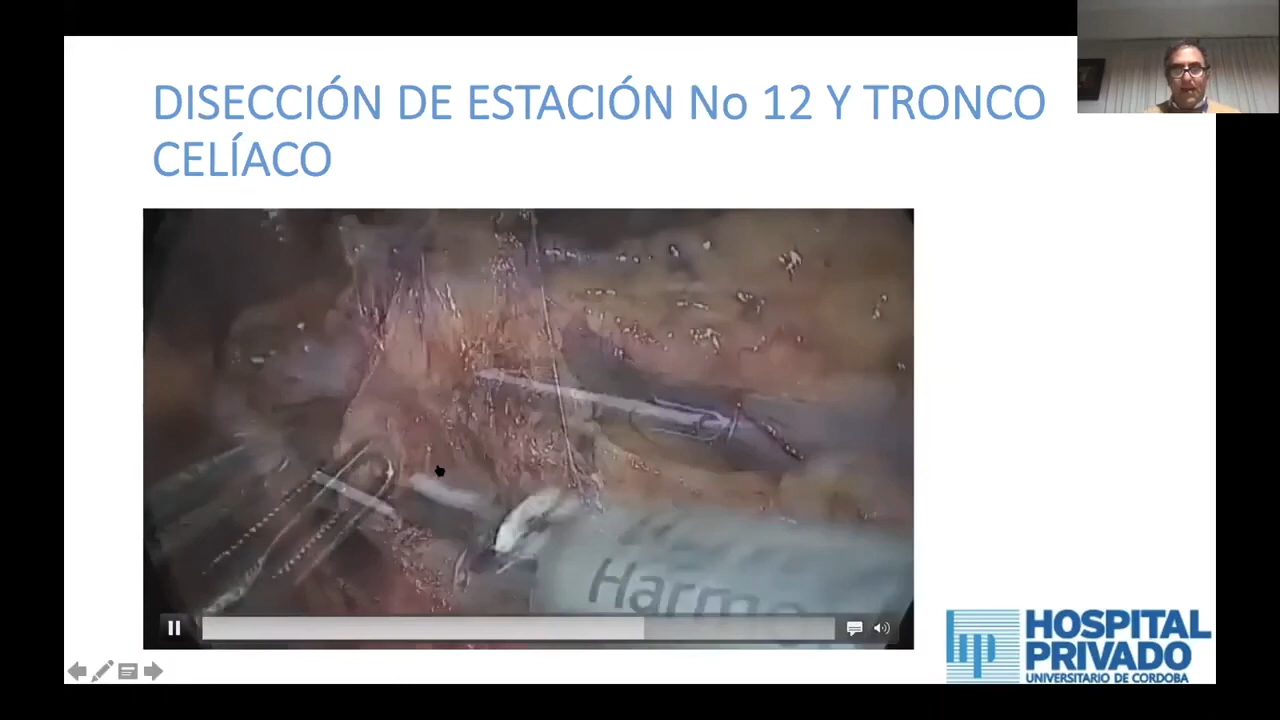 DISECCIÓN DE ESTACIÓN No 12 Y TRONCO
CELÍACO
Harmo
HOSPITAL
PRIVADO
UNIVERSITARIO DE CORDOBA